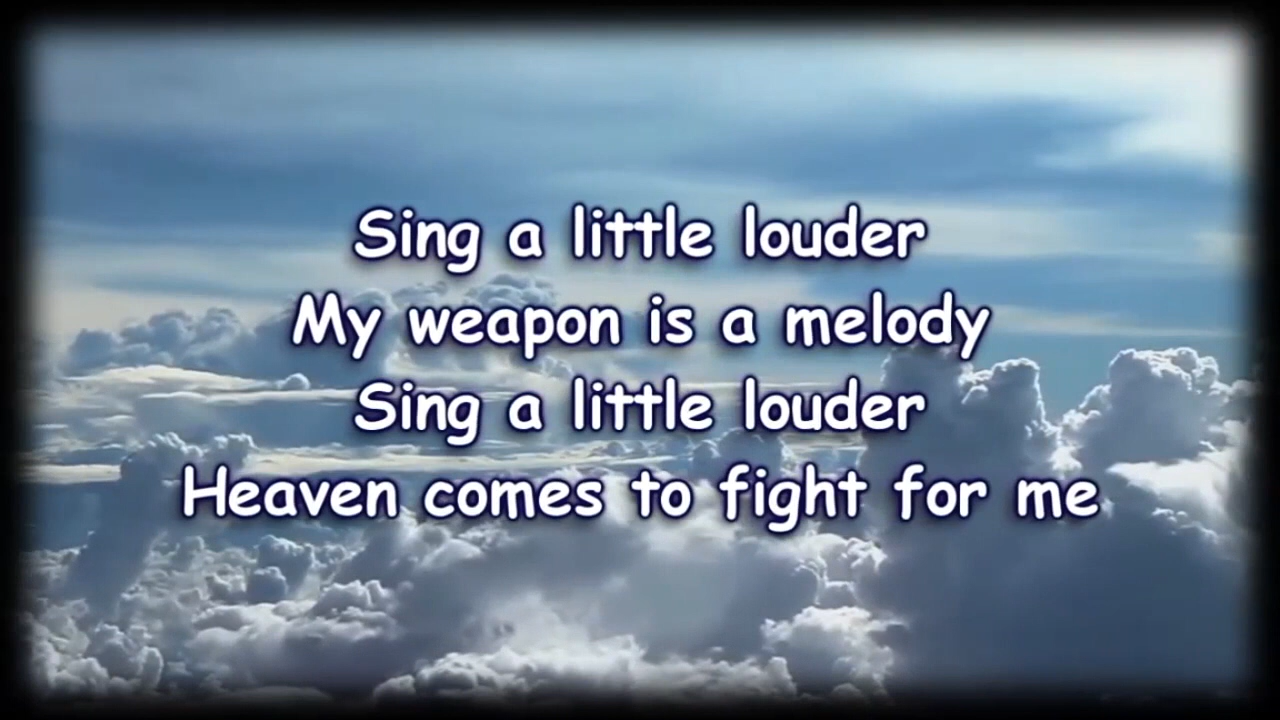 Sing a little louder
My weapon is a melody
Sing a little louder
Heaven comes to fight for me